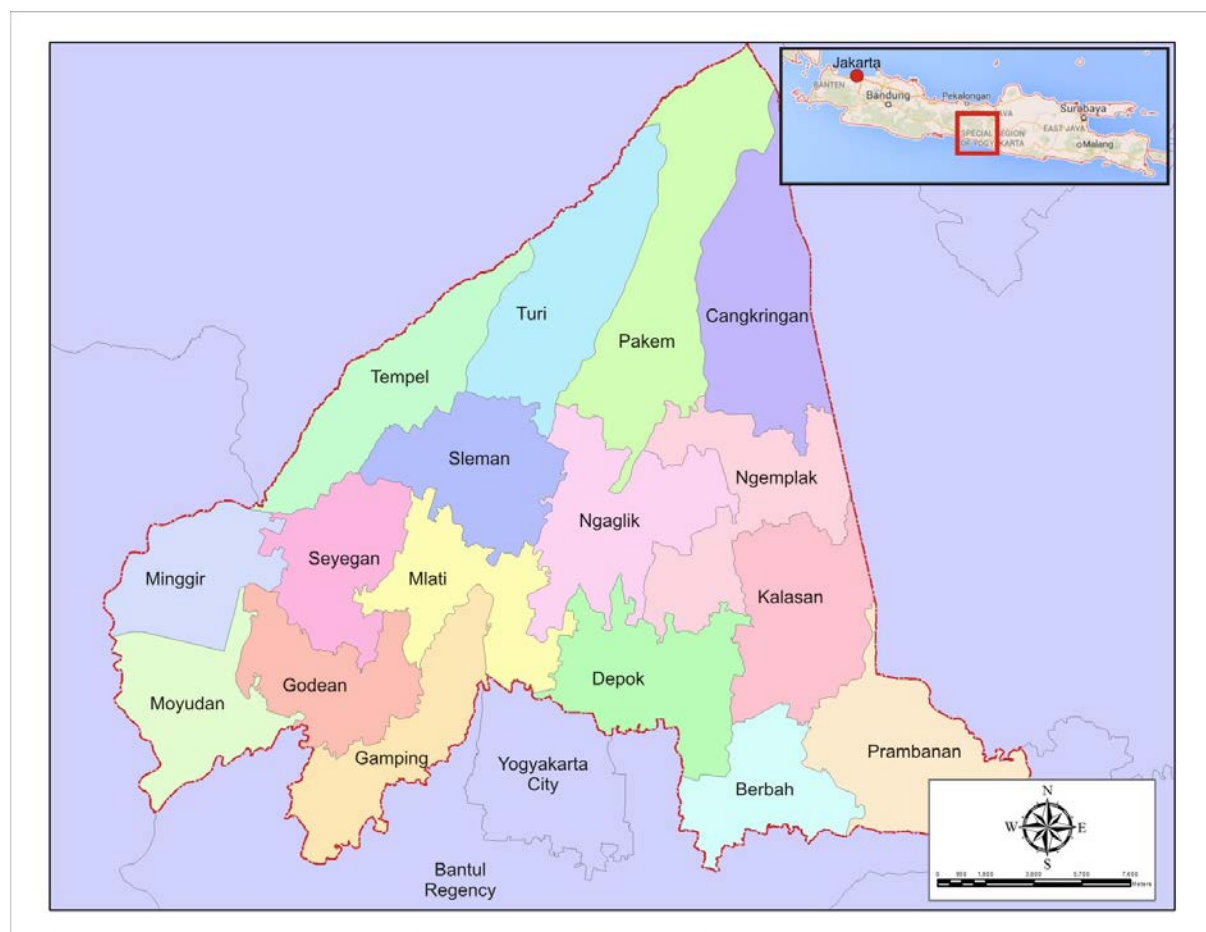 Jakarta
BANTEN
Bandung
Pekalongan
Surabaya
EAST JAVA
SPECIAL REGION
OF YOGYAKARTA
Malang
Turi
Cangkringan
Pakem
Tempel
Sleman
Ngemplak
Ngaglik
Seyegan
Minggir
Mlati
Kalasan
Godean
Depok
Moyudan
Gamping
Prambanan
Yogyakarta
City
Berbah
Bantul
Regency
N
W
E
S
Meters